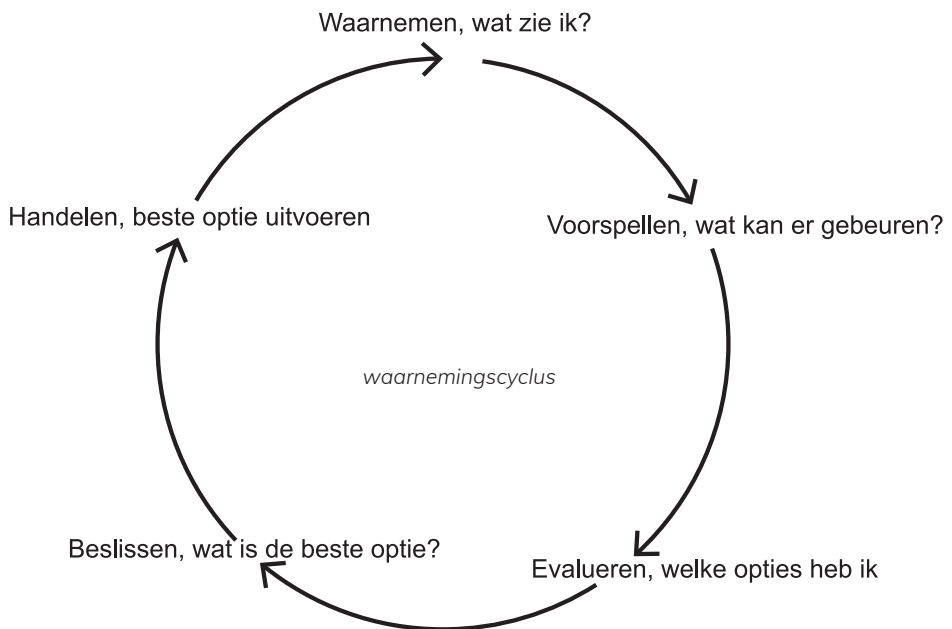 Waarnemen, wat zie ik?
Voorspellen, wat kan er gebeuren?
Evalueren, welke opties heb ik
Beslissen, wat is de beste optie?
Handelen, beste optie uitvoeren
waarnemingscyclus